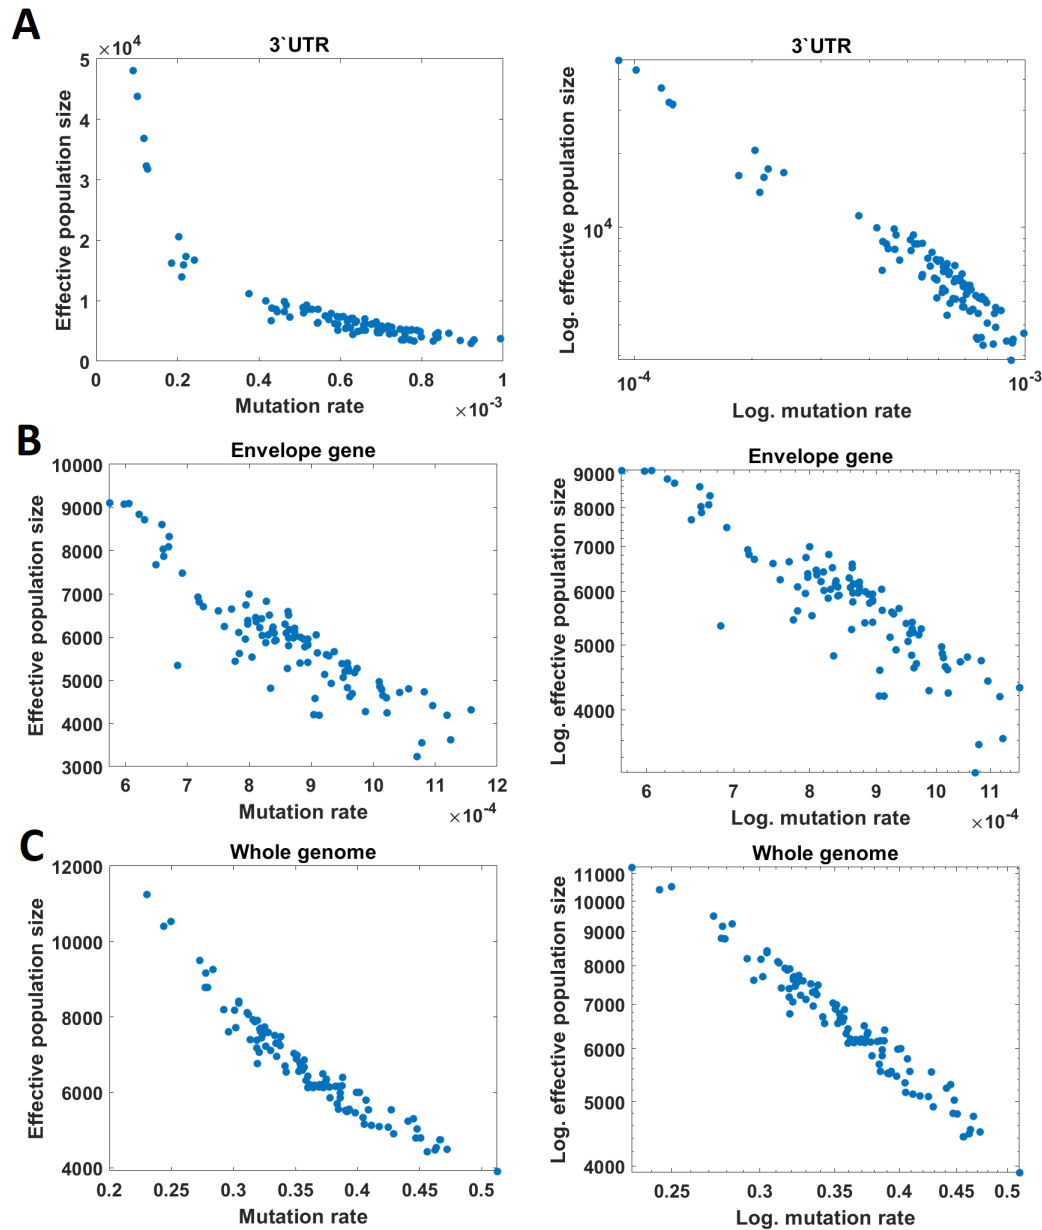 A
3`UTR
×10^4
5
4
3
2
1
0
Effective population size
0 0.2 0.4 0.6 0.8 1
Mutation rate
×10^-3
3`UTR
10^4
Log. effective population size
10^-4 10^-3
Log. mutation rate
B
Envelope gene
10000
9000
8000
7000
6000
5000
4000
3000
Effective population size
6 7 8 9 10 11 12
Mutation rate
×10^-4
Envelope gene
9000
8000
7000
6000
5000
4000
Log. effective population size
6 7 8 9 10 11
Log. mutation rate
×10^-4
C
Whole genome
12000
10000
8000
6000
4000
Effective population size
0.2 0.25 0.3 0.35 0.4 0.45 0.5
Mutation rate
Whole genome
11000
10000
9000
8000
7000
6000
5000
4000
Log. effective population size
0.25 0.3 0.35 0.4 0.45 0.5
Log. mutation rate